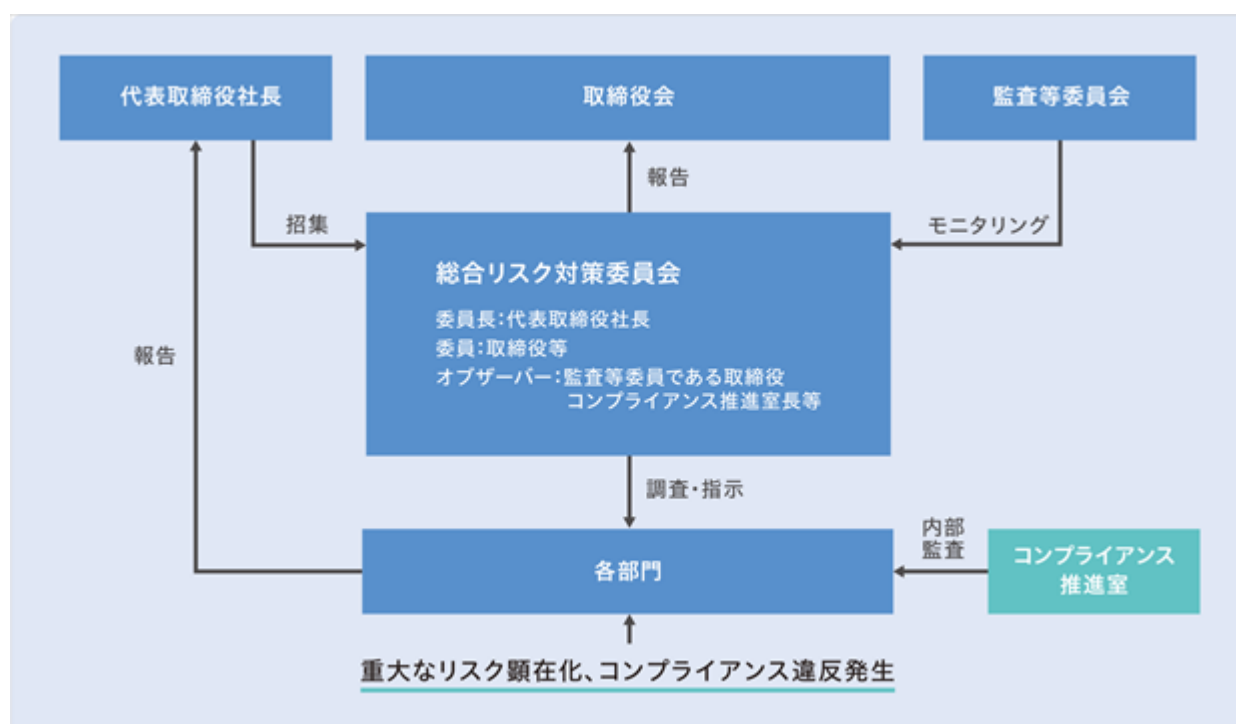 代表取締役社長
取締役会
監査等委員会
報告
招集
モニタリング
総合リスク対策委員会
委員長：代表取締役社長
委員：取締役等
オブザーバー：監査等委員である取締役
コンプライアンス推進室長等
報告
調査・指示
内部
監査
各部門
コンプライアンス
推進室
重大なリスク顕在化、コンプライアンス違反発生